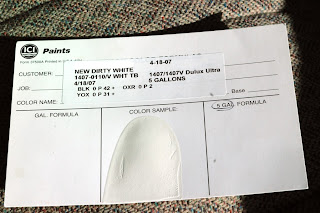 ICI Paints
CUSTOMER:
NEW DIRTY WHITE 4-18-07
1407-0110/V WHT TB 1407/1407V Dulux Ultra
4/18/07 5 GALLONS
JOB:
BLK 0 P 42 + OXR 0 P 2
YOX 0 P 31 +
Base
COLOR NAME:
GAL. FORMULA COLOR SAMPLE: 5 GAL. FORMULA